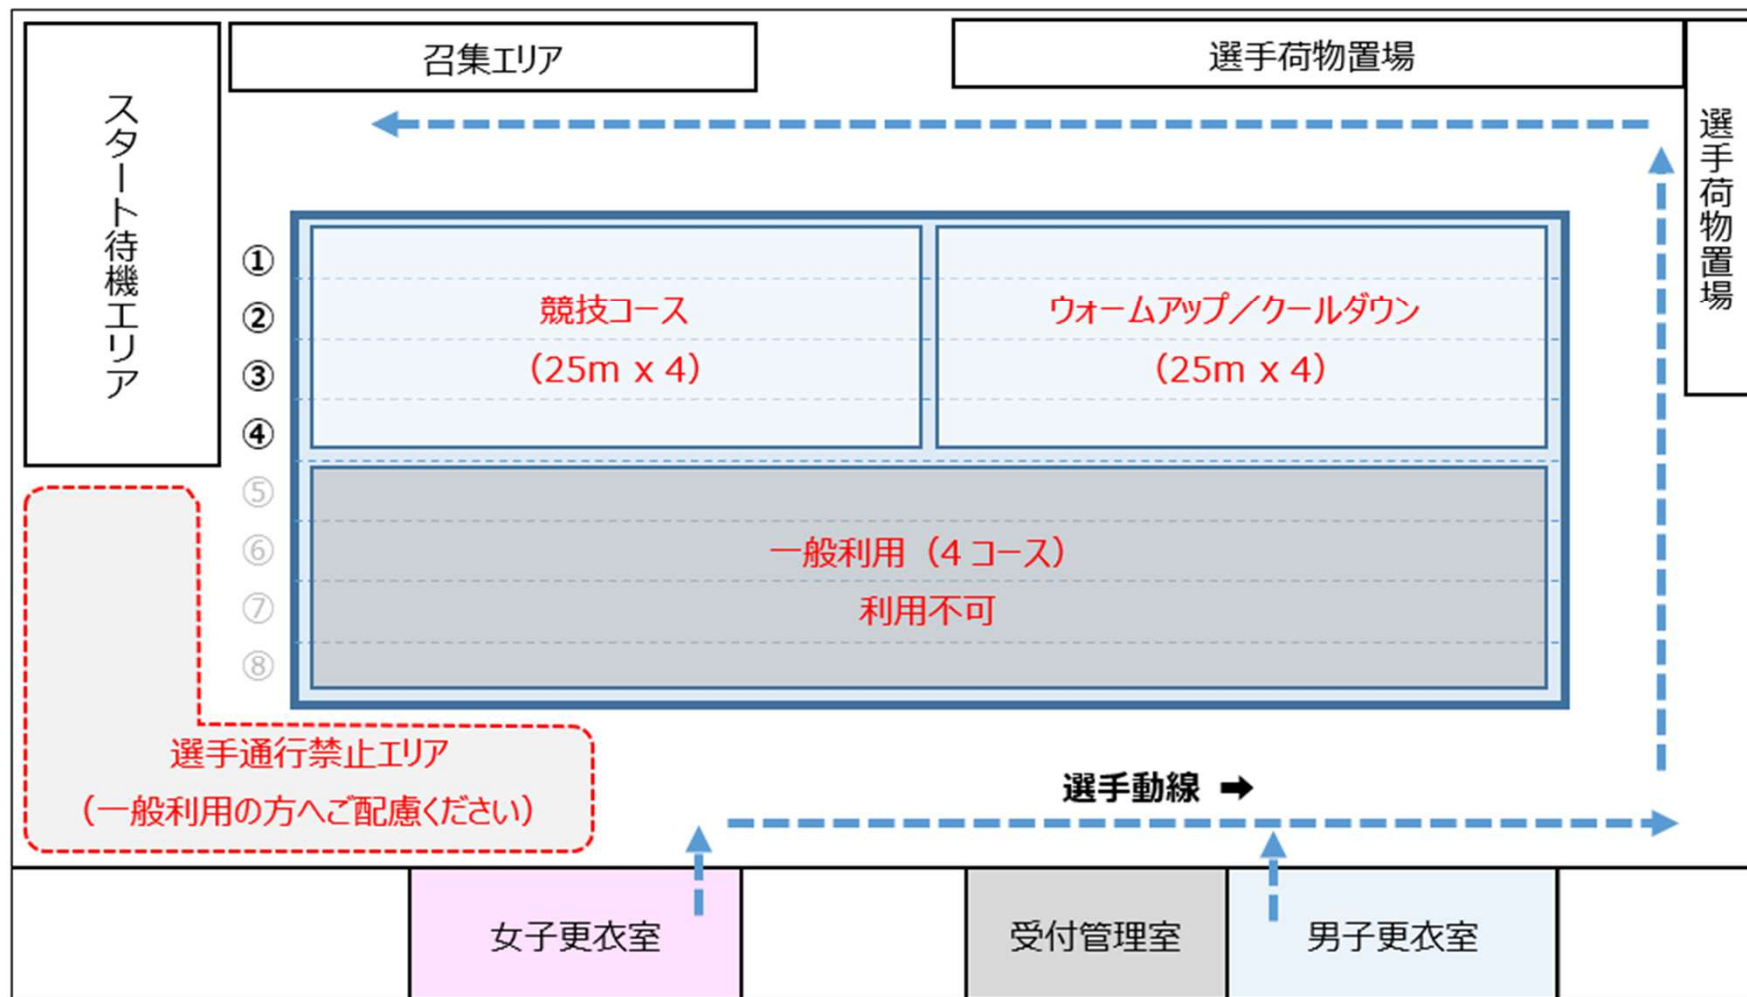 召集エリア
選手荷物置場
スタート待機エリア
選手荷物置場
①
②
③
④
⑤
⑥
⑦
⑧
競技コース
（25m x 4）
ウォームアップ／クールダウン
（25m x 4）
一般利用（4 コース）
利用不可
選手通行禁止エリア
（一般利用の方へご配慮ください）
選手動線 ➡
女子更衣室
受付管理室
男子更衣室